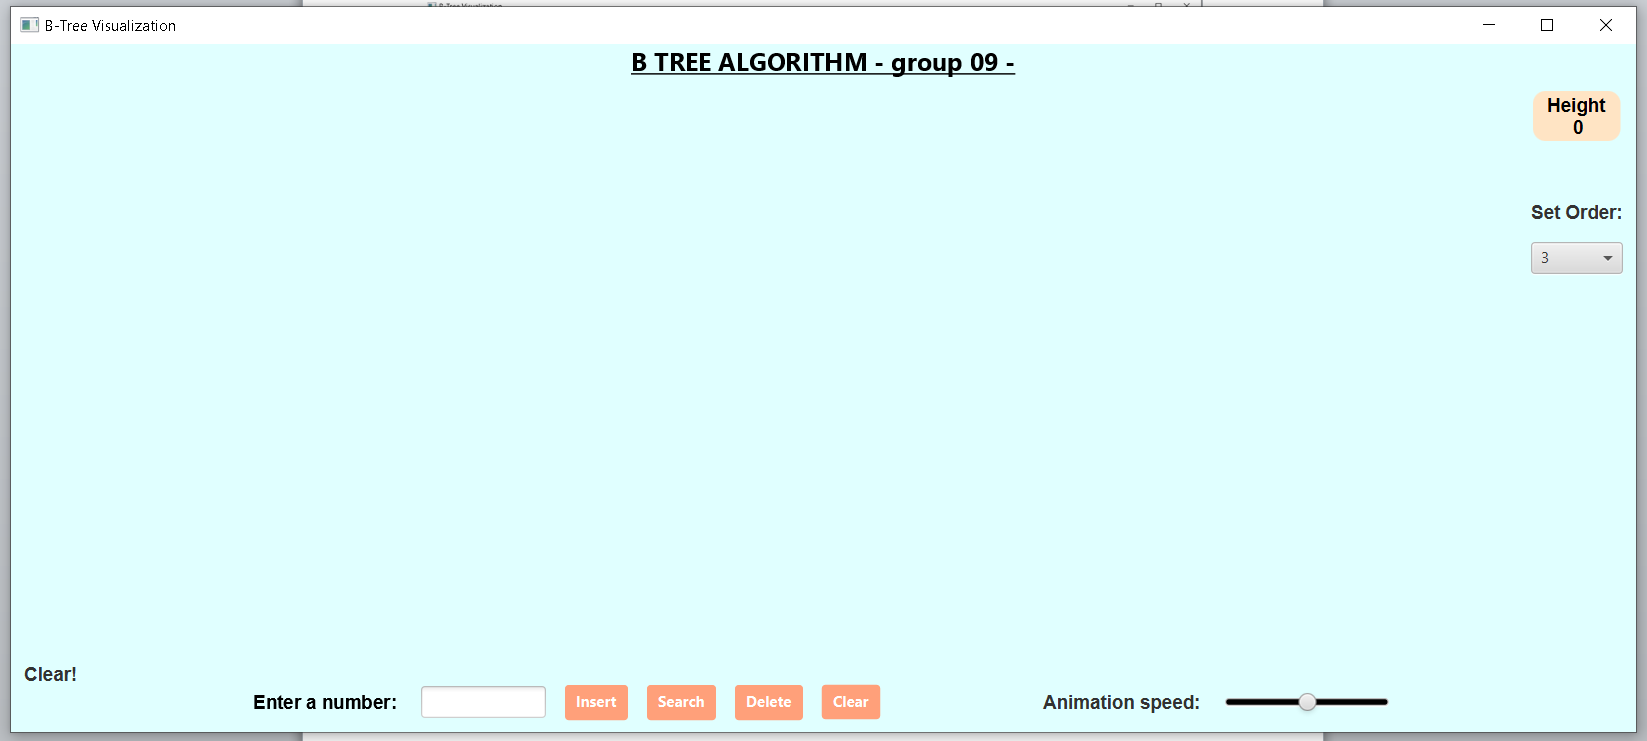 B-Tree Visualization
B TREE ALGORITHM - group 09 -
Height
0
Set Order:
3
Clear!
Enter a number:
Insert
Search
Delete
Clear
Animation speed: